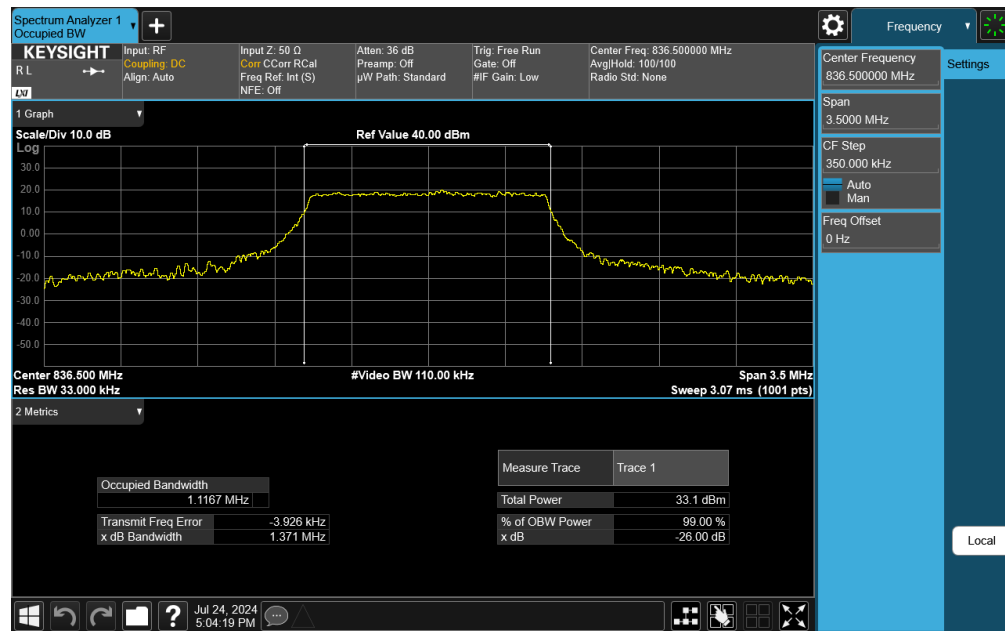 Spectrum Analyzer 1
Occupied BW
Frequency
KEYSIGHT
R L
LXI
Input: RF
Coupling: DC
Align: Auto
Input Z: 50 Ω
Corr CCorr RCal
Freq Ref: Int (S)
NFE: Off
Atten: 36 dB
Preamp: Off
µW Path: Standard
Trig: Free Run
Gate: Off
#IF Gain: Low
Center Freq: 836.500000 MHz
Avg|Hold: 100/100
Radio Std: None
Center Frequency
836.500000 MHz
Settings
Span
3.5000 MHz
CF Step
350.000 kHz
Auto
Man
Freq Offset
0 Hz
Local
1 Graph
Scale/Div 10.0 dB
Ref Value 40.00 dBm
Log
30.0
20.0
10.0
0.00
-10.0
-20.0
-30.0
-40.0
-50.0
Center 836.500 MHz
#Video BW 110.00 kHz
Span 3.5 MHz
Res BW 33.000 kHz
Sweep 3.07 ms (1001 pts)
2 Metrics
Measure Trace
Trace 1
Occupied Bandwidth
1.1167 MHz
Total Power
33.1 dBm
Transmit Freq Error
-3.926 kHz
% of OBW Power
99.00 %
x dB Bandwidth
1.371 MHz
x dB
-26.00 dB
?
Jul 24, 2024
5:04:19 PM